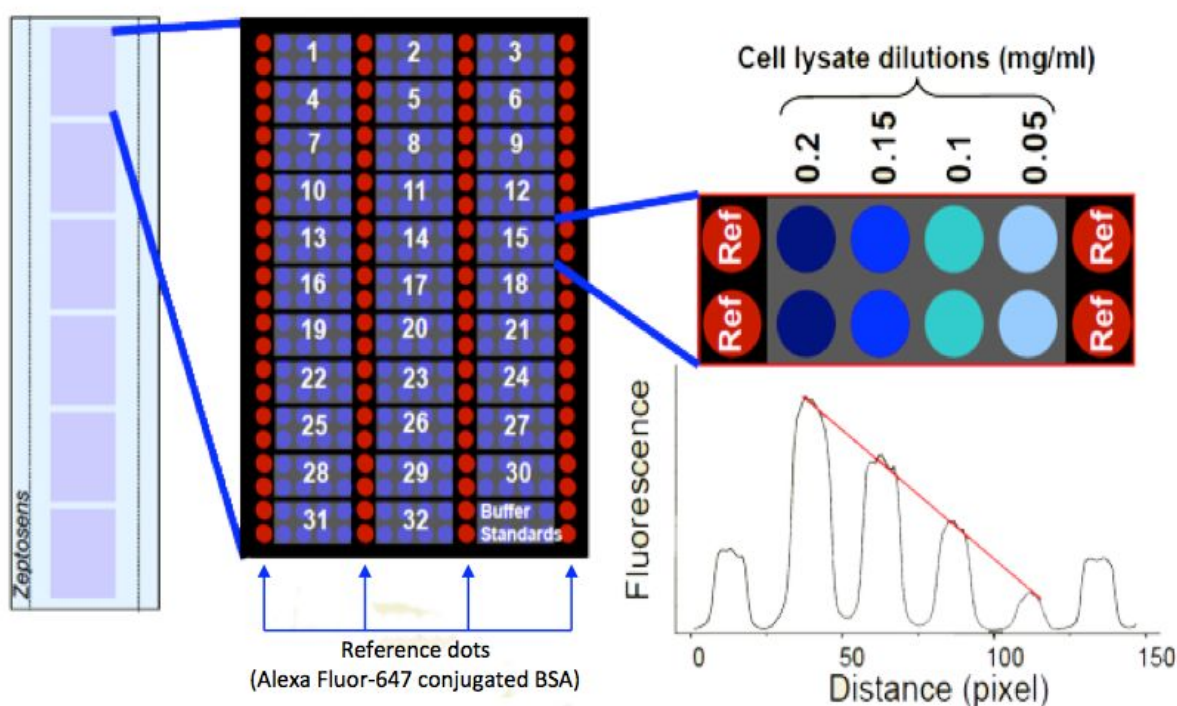 Zeptosens
1 2 3
4 5 6
7 8 9
10 11 12
13 14 15
16 17 18
19 20 21
22 23 24
25 26 27
28 29 30
31 32 Buffer
Standards
Reference dots
(Alexa Fluor-647 conjugated BSA)
Cell lysate dilutions (mg/ml)
0.2 0.15 0.1 0.05
Ref Ref
Ref Ref
Fluorescence
0 50 100 150
Distance (pixel)